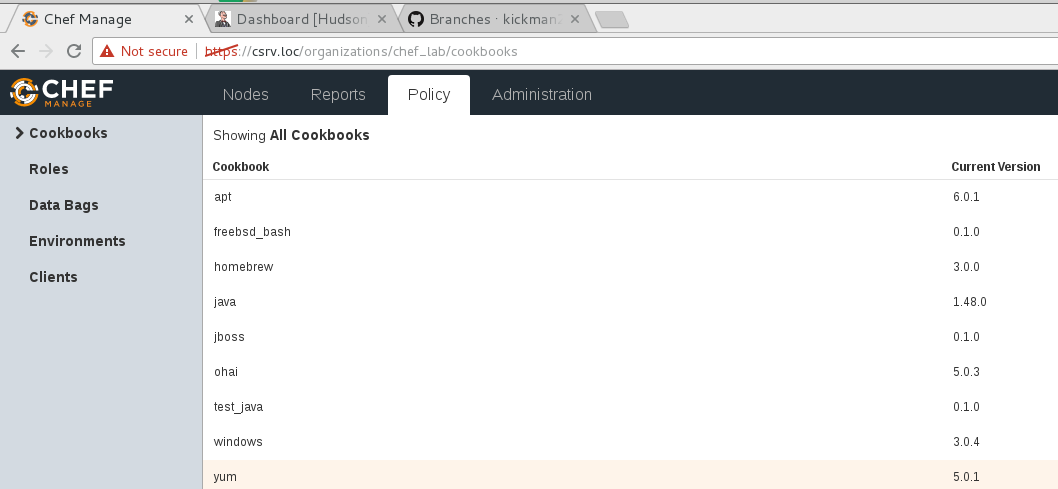 Chef Manage
Dashboard [Hudson
Branches · kickman
Not secure
https://csrv.loc/organizations/chef_lab/cookbooks
CHEF
MANAGE
Nodes
Reports
Policy
Administration
Cookbooks
Roles
Data Bags
Environments
Clients
Showing All Cookbooks
Cookbook Current Version
apt 6.0.1
freebsd_bash 0.1.0
homebrew 3.0.0
java 1.48.0
jboss 0.1.0
ohai 5.0.3
test_java 0.1.0
windows 3.0.4
yum 5.0.1